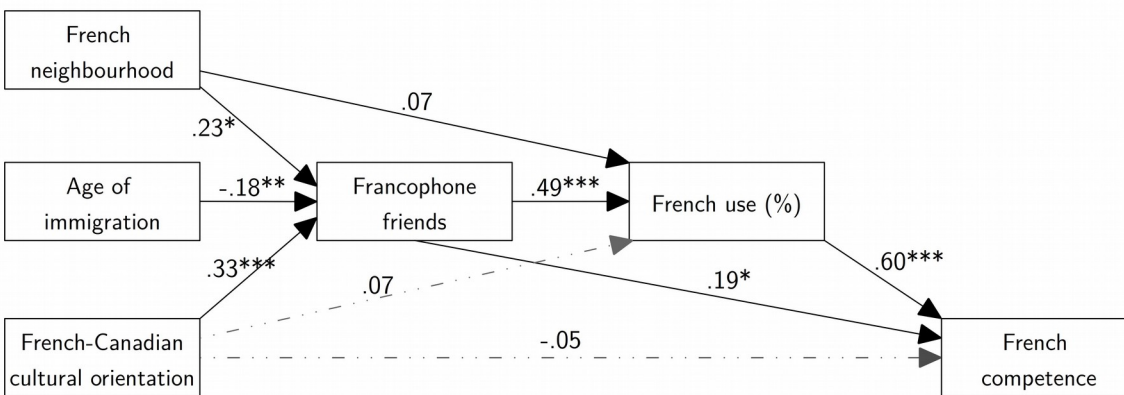 French
neighbourhood
.07
.23*
Age of
immigration
-.18**
Francophone
friends
.49***
French use (%)
.33***
.07
.19*
.60***
French-Canadian
cultural orientation
-.05
French
competence